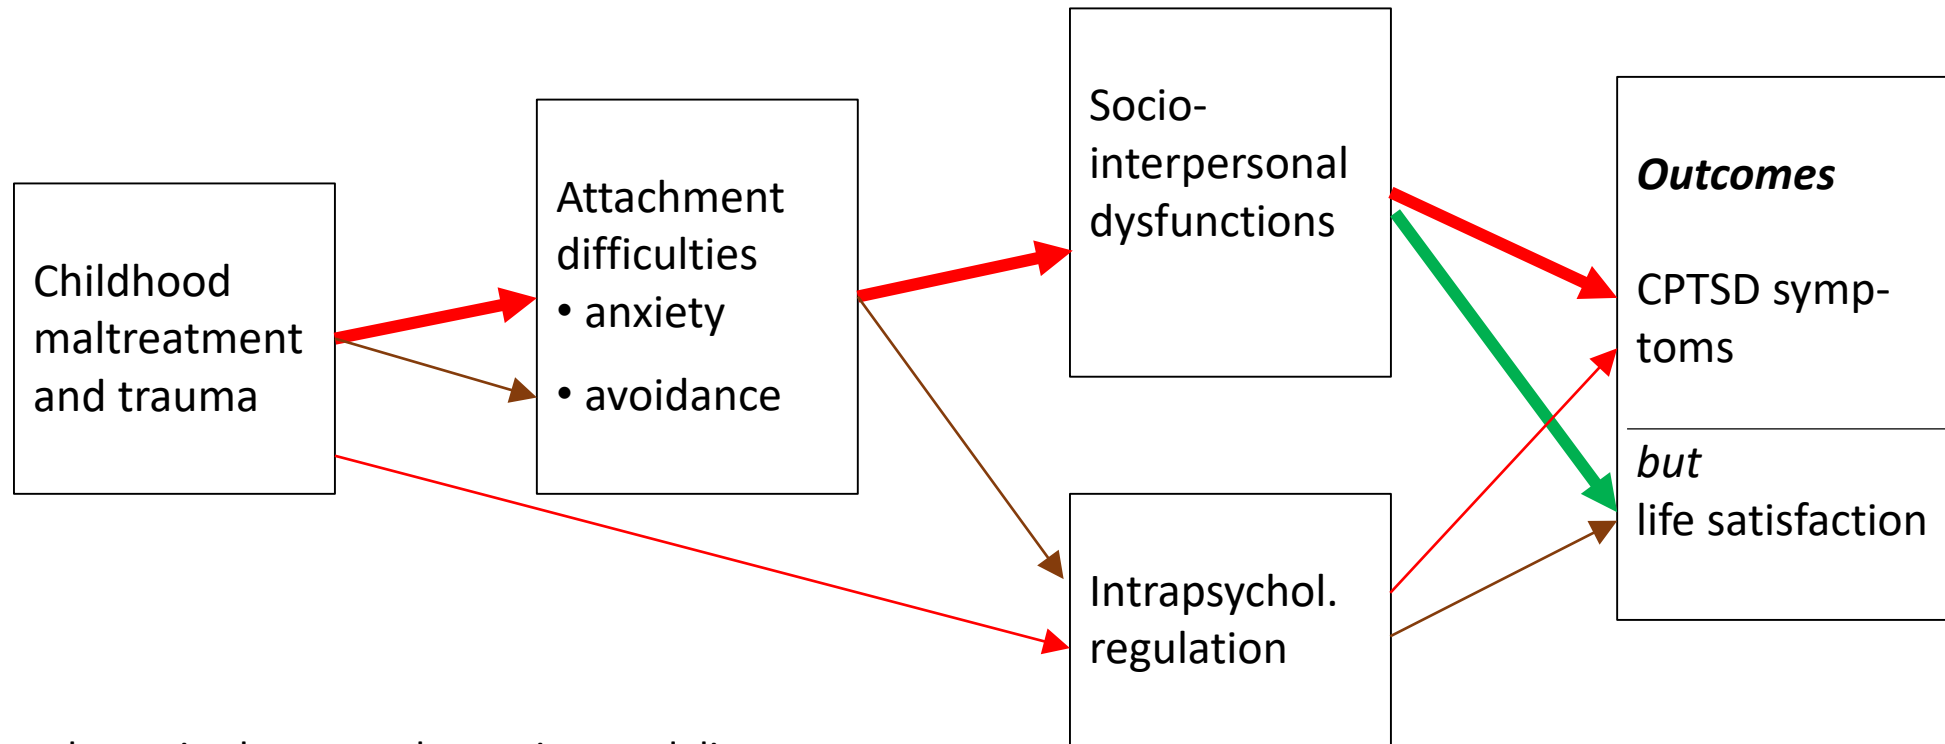 Childhood
maltreatment
and trauma
Attachment
difficulties
• anxiety
• avoidance
Socio-
interpersonal
dysfunctions
Intrapsychol.
regulation
Outcomes
CPTSD symp-
toms
but
life satisfaction